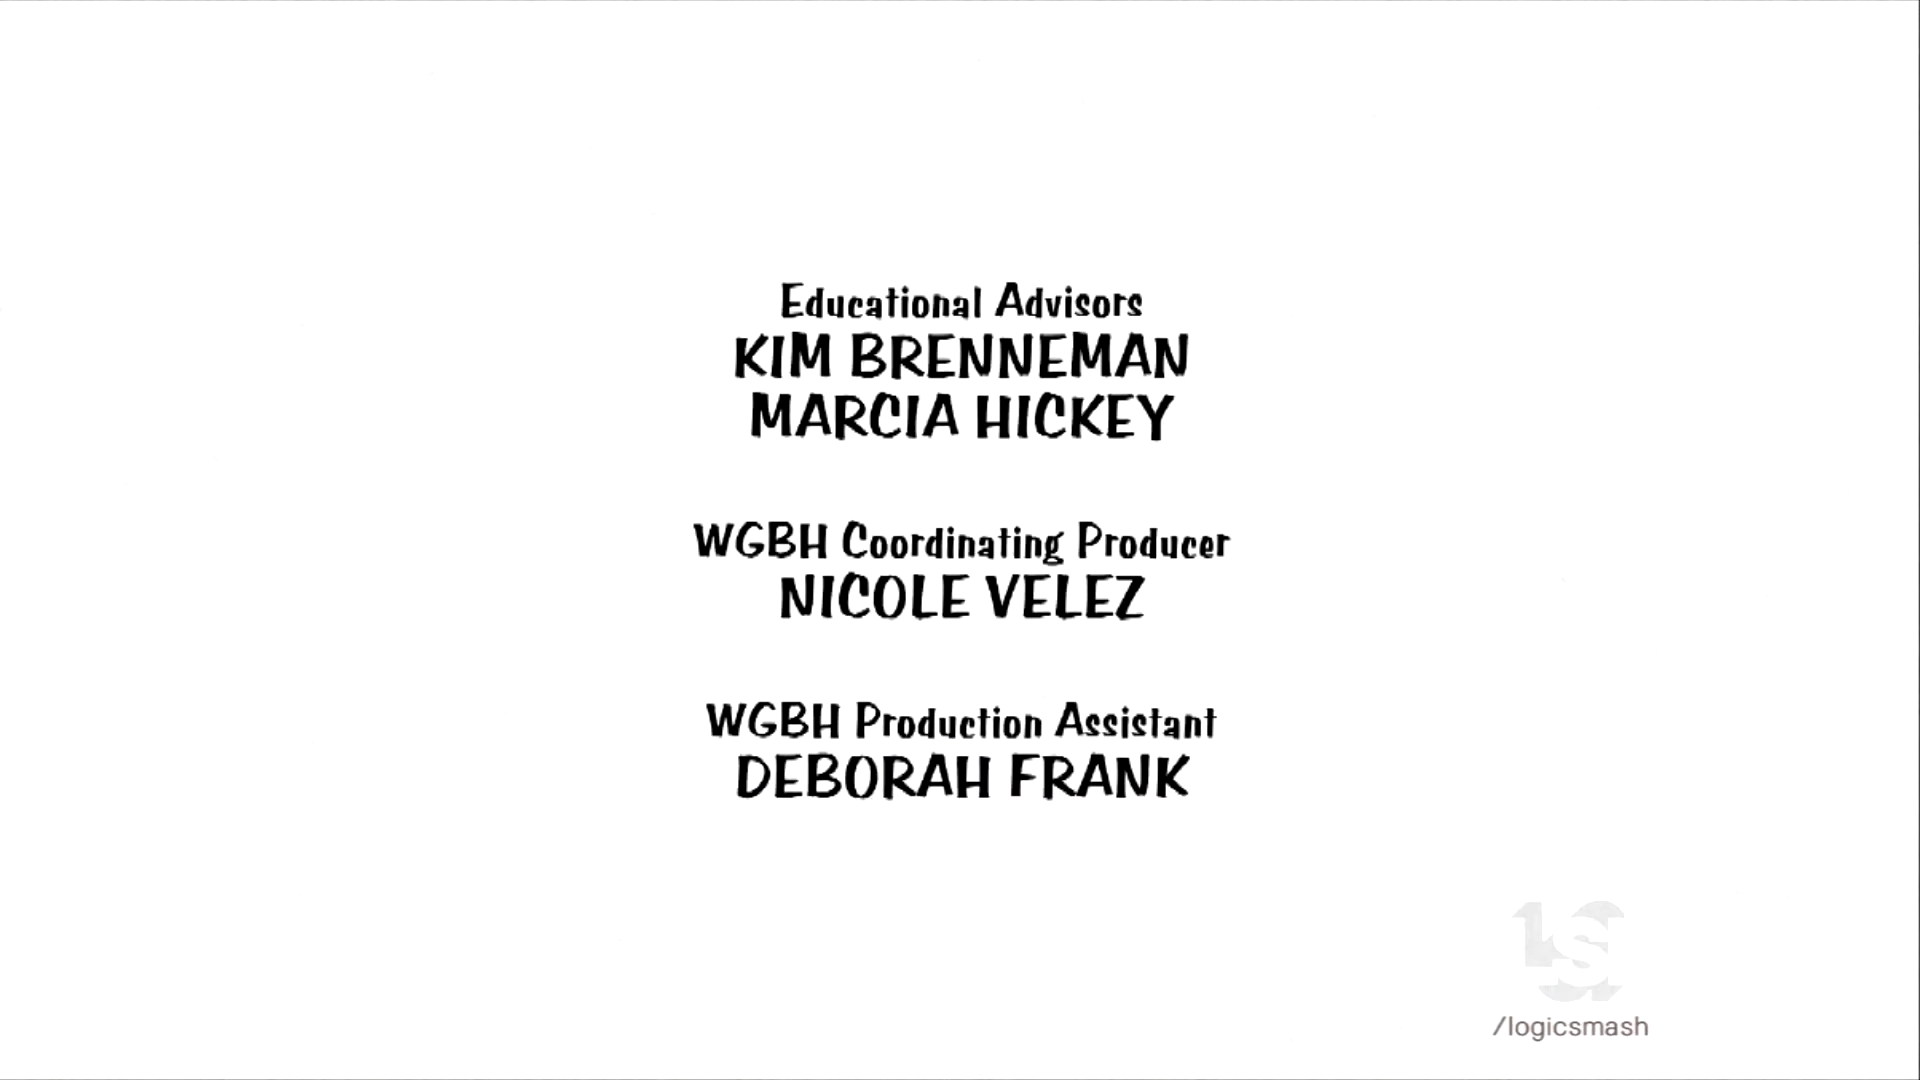 Educational Advisors
KIM BRENNEMAN
MARCIA HICKEY
WGBH Coordinating Producer
NICOLE VELEZ
WGBH Production Assistant
DEBORAH FRANK
/logicsmash